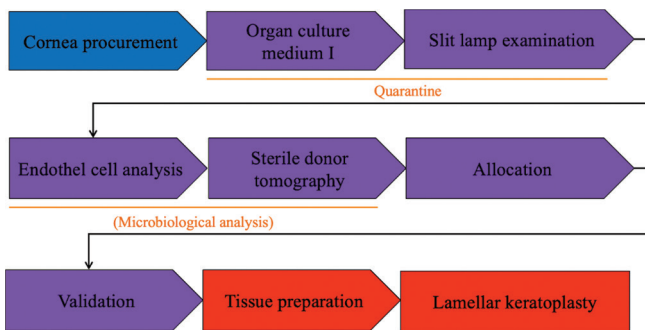 Cornea procurement
Organ culture
medium I
Slit lamp examination
Quarantine
Endothel cell analysis
Sterile donor
tomography
Allocation
(Microbiological analysis)
Validation
Tissue preparation
Lamellar keratoplasty